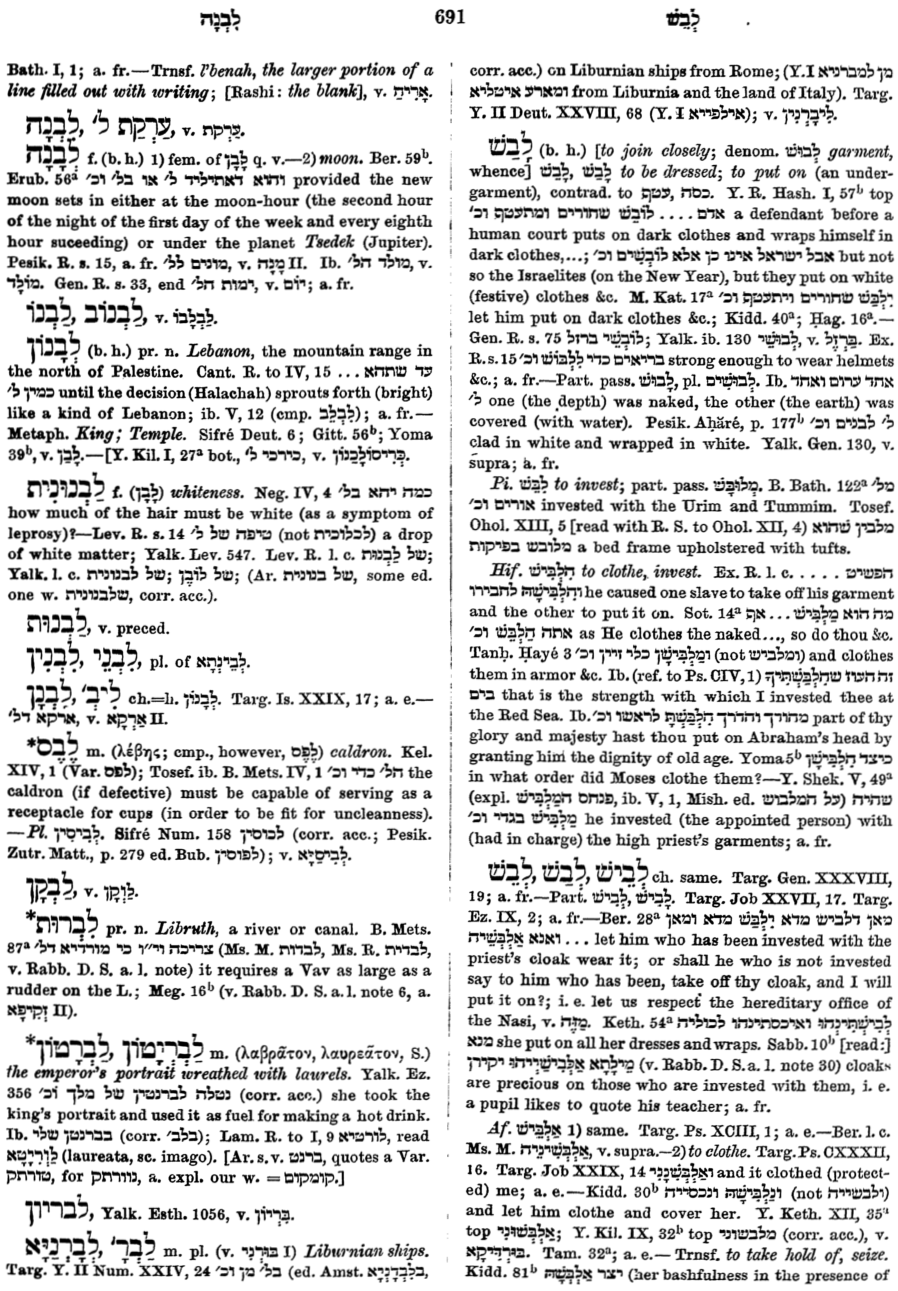 לִבְנָה 691 לָבֵשׁ
Bath. I, 1; a. fr.—Trnsf. l'benah, the larger portion of a
line filled out with writing; [Rashi: the blank], v. אָרִיחַ.
לִבְנָה, עַרְקַת לִ', v. עַרְקַת.
לְבָנָה f. (b. h.) 1) fem. of לָבָן q. v.—2) moon. Ber. 59ᵇ.
Erub. 56ᵃ והוא דאתיליד ל' או בל' וכ' provided the new
moon sets in either at the moon-hour (the second hour
of the night of the first day of the week and every eighth
hour suceeding) or under the planet Tsedek (Jupiter).
Pesik. R. s. 15, a. fr. מונים לל', v. מָנָה II. Ib. מולד הל', v.
מוֹלָד. Gen. R. s. 33, end ימות הל', v. יוֹם; a. fr.
לַבְנוּב, לַבְנוּ, v. לַבְלָבוּ.
לְבָנוֹן (b. h.) pr. n. Lebanon, the mountain range in
the north of Palestine. Cant. R. to IV, 15 עד שתהא ...
כמין ל' until the decision (Halachah) sprouts forth (bright)
like a kind of Lebanon; ib. V, 12 (cmp. לַבְלֵב); a. fr.—
Metaph. King; Temple. Sifré Deut. 6; Gitt. 56ᵇ; Yoma
39ᵇ, v. לָבַן.—[Y. Kil. I, 27ᵃ bot., כירכי ל', v. כְּרִיסוֹלָבָנוֹן.
לַבְנוּנִית f. (לָבָן) whiteness. Neg. IV, 4 כמה יהא בל'
how much of the hair must be white (as a symptom of
leprosy)?—Lev. R. s. 14 טיפה של ל' (not לכלוכית) a drop
of white matter; Yalk. Lev. 547. Lev. R. l. c. של לַבְנוּת;
Yalk. l. c. של לוֹבֶן; של לבנונית; (Ar. של בנונית, some ed.
one w. שלבנונית, corr. acc.).
לַבְנוּת, v. preced.
לִבְנֵי, לִבְנִין, pl. of לְבֵינְתָא.
לִבְנָן, לִיבְ' ch.=h. לְבָנוֹן. Targ. Is. XXIX, 17; a. e.—
ארקא דל', v. אַרְקָא II.
*לֶבֶס m. (λέβης; cmp., however, לֶפֶס) caldron. Kel.
XIV, 1 (Var. לפס); Tosef. ib. B. Mets. IV, 1 הל' כדי וכ' the
caldron (if defective) must be capable of serving as a
receptacle for cups (in order to be fit for uncleanness).
—Pl. לְבִיסִין. Sifré Num. 158 לבוסין (corr. acc.; Pesik.
Zutr. Matt., p. 279 ed. Bub. לפוסין); v. לְבִיסַיָּא.
לַבְקָן, v. לַוְקָן.
*לִבְרוּת pr. n. Libruth, a river or canal. B. Mets.
87ᵃ צריכה וי״ו כי מורדיא דל' (Ms. M. לבדות, Ms. R. לבדית,
v. Rabb. D. S. a. l. note) it requires a Vav as large as a
rudder on the L.; Meg. 16ᵇ (v. Rabb. D. S. a. l. note 6, a.
זְקִיפָא II).
*לַבְרִיטוֹן, לַבְרָטוֹן m. (λαβρᾶτον, λαυρεᾶτον, S.)
the emperor's portrait wreathed with laurels. Yalk. Ez.
356 נטלה לברנטין של מלך וכ' (corr. acc.) she took the
king's portrait and used it as fuel for making a hot drink.
Ib. בברנטן שלי (corr. בלב'); Lam. R. to I, 9 לורטיא, read
לַוְרִיָטָא (laureata, sc. imago). [Ar. s. v. ברנט, quotes a Var.
טורתק, for גוורתק, a. expl. our w. = קומקום.]
לבריון, Yalk. Esth. 1056, v. בִּרְיוֹן.
לִבְרְנַיָּא, לִבְר' m. pl. (v. בּוּרְנִי I) Liburnian ships.
Targ. Y. II Num. XXIV, 24 בל' מן וכ' (ed. Amst. בלבדנייא,
corr. acc.) on Liburnian ships from Rome; (Y. I מן למברניא
ומארע איטליא from Liburnia and the land of Italy). Targ.
Y. II Deut. XXVIII, 68 (Y. I אילפייא); v. לִיבָרְנִין.
לָבַשׁ (b. h.) [to join closely; denom. לְבוּשׁ garment,
whence] לָבַשׁ, לָבֵשׁ to be dressed; to put on (an under-
garment), contrad. to כסה, עטף. Y. R. Hash. I, 57ᵇ top
אדם .... לוֹבֵשׁ שחורים ומתעטף וכ' a defendant before a
human court puts on dark clothes and wraps himself in
dark clothes,...; אבל ישראל אינו כן אלא לוֹבְשִׁים וכ' but not
so the Israelites (on the New Year), but they put on white
(festive) clothes &c. M. Kat. 17ᵃ יִלְבַּשׁ שחורים ויתעטף וכ'
let him put on dark clothes &c.; Kidd. 40ᵃ; Ḥag. 16ᵃ.—
Gen. R. s. 75 לוֹבְשֵׁי ברזל; Yalk. ib. 130 לְבוּשֵׁי, v. בַּרְזֶל. Ex.
R. s. 15 בריאים כדי לִלְבּוֹשׁ וכ' strong enough to wear helmets
&c.; a. fr.—Part. pass. לָבוּשׁ, pl. לְבוּשִׁים. Ib. אחד ערום ואחד
ל' one (the depth) was naked, the other (the earth) was
covered (with water). Pesik. Aḥăré, p. 177ᵇ ל' לבנים וכ'
clad in white and wrapped in white. Yalk. Gen. 130, v.
supra; a. fr.
Pi. לִבֵּשׁ to invest; part. pass. מְלוּבָּשׁ. B. Bath. 122ᵃ מל'
אורים וכ' invested with the Urim and Tummim. Tosef.
Ohol. XIII, 5 [read with R. S. to Ohol. XII, 4) מלבין שהוא
מלובש בפיקות a bed frame upholstered with tufts.
Hif. הִלְבִּישׁ to clothe, invest. Ex. R. l. c. הפשיט .....
והִלְבִּישָׁהּ לחבירו he caused one slave to take off his garment
and the other to put it on. Sot. 14ᵃ מה הוא מַלְבִּישׁ ... אף
אתה הַלְבֵּשׁ וכ' as He clothes the naked..., so do thou &c.
Tanḥ. Ḥayé 3 ומַלְבִּישָׁן כלי זיין וכ' (not ומלביש) and clothes
them in armor &c. Ib. (ref. to Ps. CIV, 1) זה העוז שהִלְבַּשְׁתִּיךָ
בים that is the strength with which I invested thee at
the Red Sea. Ib. מהודך והדרך הִלְבַּשְׁתָּ לראשו וכ' part of thy
glory and majesty hast thou put on Abraham's head by
granting him the dignity of old age. Yoma 5ᵇ כיצד הִלְבִּישָׁן
in what order did Moses clothe them?—Y. Shek. V, 49ᵃ
(expl. פנחס המַלְבִּישׁ, ib. V, 1, Mish. ed. על המלבוש) שהיה
מַלְבִּישׁ בגדי וכ' he invested (the appointed person) with
(had in charge) the high priest's garments; a. fr.
לְבֵישׁ, לְבַשׁ, לְבֵשׁ ch. same. Targ. Gen. XXXVIII,
19; a. fr.—Part. לָבֵישׁ, לְבִישׁ. Targ. Job XXVII, 17. Targ.
Ez. IX, 2; a. fr.—Ber. 28ᵃ מאן דלביש מדא יִלְבַּשׁ מדא ומאן
... ואנא אֶלְבְּשֵׁיהּ let him who has been invested with the
priest's cloak wear it; or shall he who is not invested
say to him who has been, take off thy cloak, and I will
put it on?; i. e. let us respect the hereditary office of
the Nasi, v. מַזֶּה. Keth. 54ᵃ לְבִישְׁתִּינְהוּ ואיכסתינהו לכוליה
מנא she put on all her dresses and wraps. Sabb. 10ᵇ [read:]
מִילְתָא אַלְבִּישַׁיְיהוּ יקירין (v. Rabb. D. S. a. l. note 30) cloaks
are precious on those who are invested with them, i. e.
a pupil likes to quote his teacher; a. fr.
Af. אַלְבֵּישׁ 1) same. Targ. Ps. XCIII, 1; a. e.—Ber. l. c.
Ms. M. אַלְבְּשִׁינֵיהּ, v. supra.—2) to clothe. Targ. Ps. CXXXII,
16. Targ. Job XXIX, 14 ואַלְבְּשַׁנְנִי and it clothed (protect-
ed) me; a. e.—Kidd. 30ᵇ ונַלְבִּישָׁהּ ונכסייה (not ולבשייה)
and let him clothe and cover her. Y. Keth. XII, 35ᵃ
top אַלְבְּשׁוּנִי; Y. Kil. IX, 32ᵇ top מלבשוני (corr. acc.), v.
בּוּרְדִּיקָא. Tam. 32ᵃ; a. e.—Trnsf. to take hold of, seize.
Kidd. 81ᵇ יצר אַלְבְּשָׁהּ (her bashfulness in the presence of